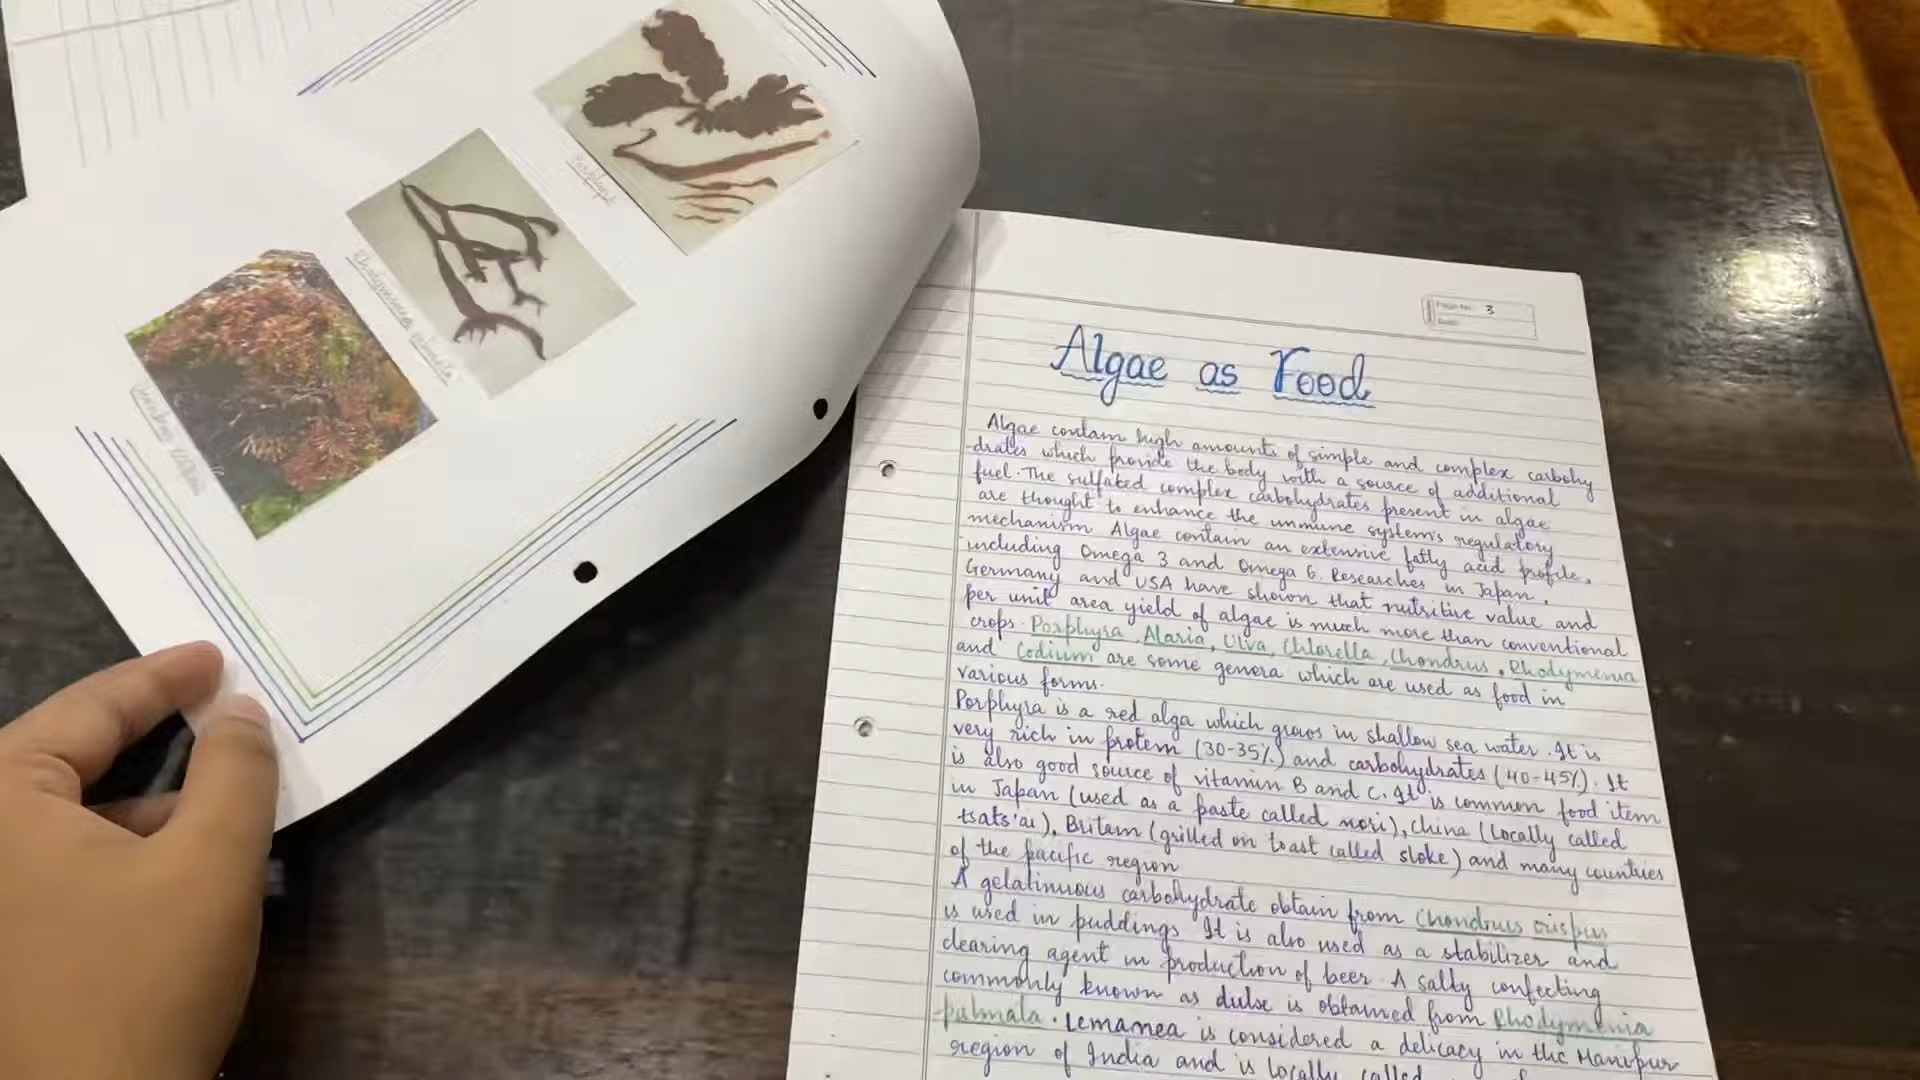 Porphyra
Rhodymenia palmata
Page No. 3
Date:
Algae as Food
Algae contain high amounts of simple and complex carbohy
drates which provide the body with a source of additional
fuel. The sulfated complex carbohydrates present in algae
are thought to enhance the immune system's regulatory
mechanism Algae contain an extensive fatty acid profile,
including Omega 3 and Omega 6. Researches in Japan,
Germany and USA have shown that nutritive value and
per unit area yield of algae is much more than conventional
crops. Porphyra, Alaria, Ulva, Chlorella, Chondrus, Rhodymenia
and Codium are some genera which are used as food in
various forms.
Porphyra is a red alga which grows in shallow sea water. It is
very rich in protein (30-35%) and carbohydrates (40-45%). It
is also good source of vitamin B and C. It is common food item
in Japan (used as a paste called nori), China (locally called
tsats'ai), Britain (grilled on toast called sloke) and many countries
of the pacific region
A gelatinuous carbohydrate obtain from Chondrus crispus
is used in puddings It is also used as a stabilizer and
clearing agent in production of beer. A salty confecting
commonly known as dulse is obtained from Rhodymenia
palmala. Lemanea is considered a delicacy in the Manipur
region of India and is locally called